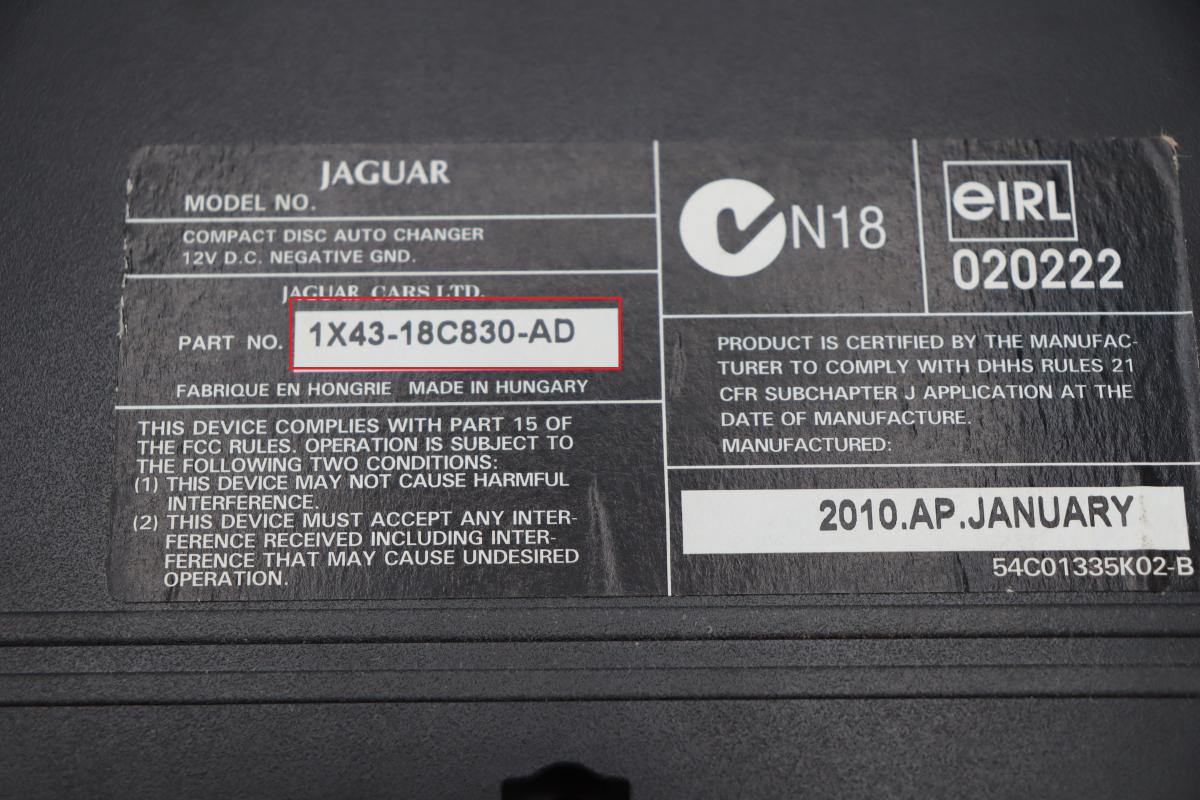 JAGUAR
MODEL NO.
COMPACT DISC AUTO CHANGER
12V D.C. NEGATIVE GND.
JAGUAR CARS LTD.
PART NO. 1X43-18C830-AD
FABRIQUE EN HONGRIE MADE IN HUNGARY
THIS DEVICE COMPLIES WITH PART 15 OF
THE FCC RULES. OPERATION IS SUBJECT TO
THE FOLLOWING TWO CONDITIONS:
(1) THIS DEVICE MAY NOT CAUSE HARMFUL
INTERFERENCE.
(2) THIS DEVICE MUST ACCEPT ANY INTER-
FERENCE RECEIVED INCLUDING INTER-
FERENCE THAT MAY CAUSE UNDESIRED
OPERATION.
N18
eIRL
020222
PRODUCT IS CERTIFIED BY THE MANUFAC-
TURER TO COMPLY WITH DHHS RULES 21
CFR SUBCHAPTER J APPLICATION AT THE
DATE OF MANUFACTURE.
MANUFACTURED:
2010.AP.JANUARY
54C01335K02-B